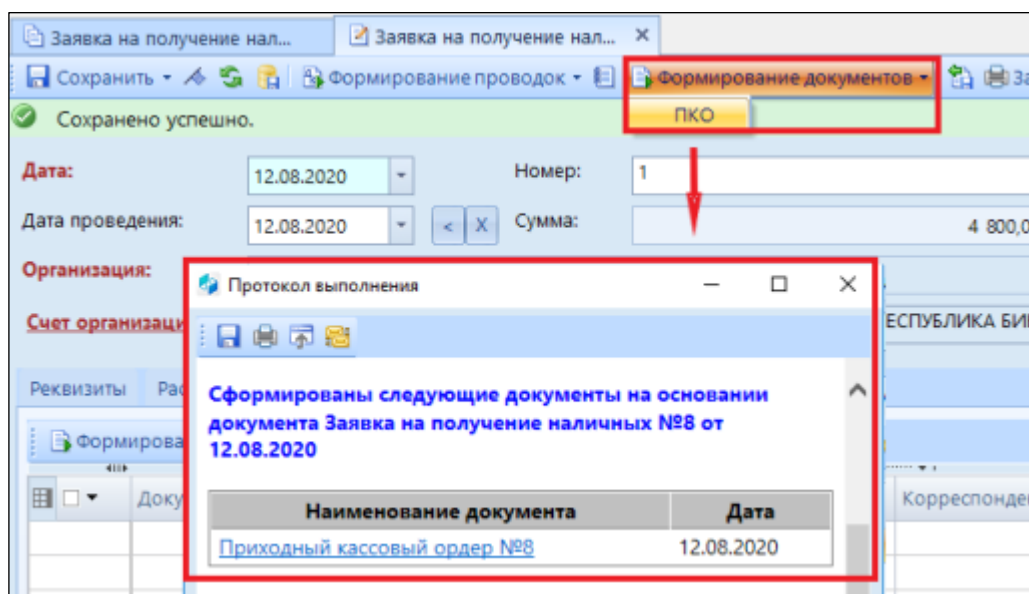 Заявка на получение нал... Заявка на получение нал... ×
Сохранить Формирование проводок Формирование документов
Сохранено успешно. ПКО
Дата: 12.08.2020 Номер: 1
Дата проведения: 12.08.2020 < X Сумма: 4 800,0
Организация:
Протокол выполнения
Счет организаци
ЕСПУБЛИКА БИ
Реквизиты Рас
Сформированы следующие документы на основании
документа Заявка на получение наличных №8 от
12.08.2020
Формирова
Доку
Корреспонде
Наименование документа Дата
Приходный кассовый ордер №8 12.08.2020